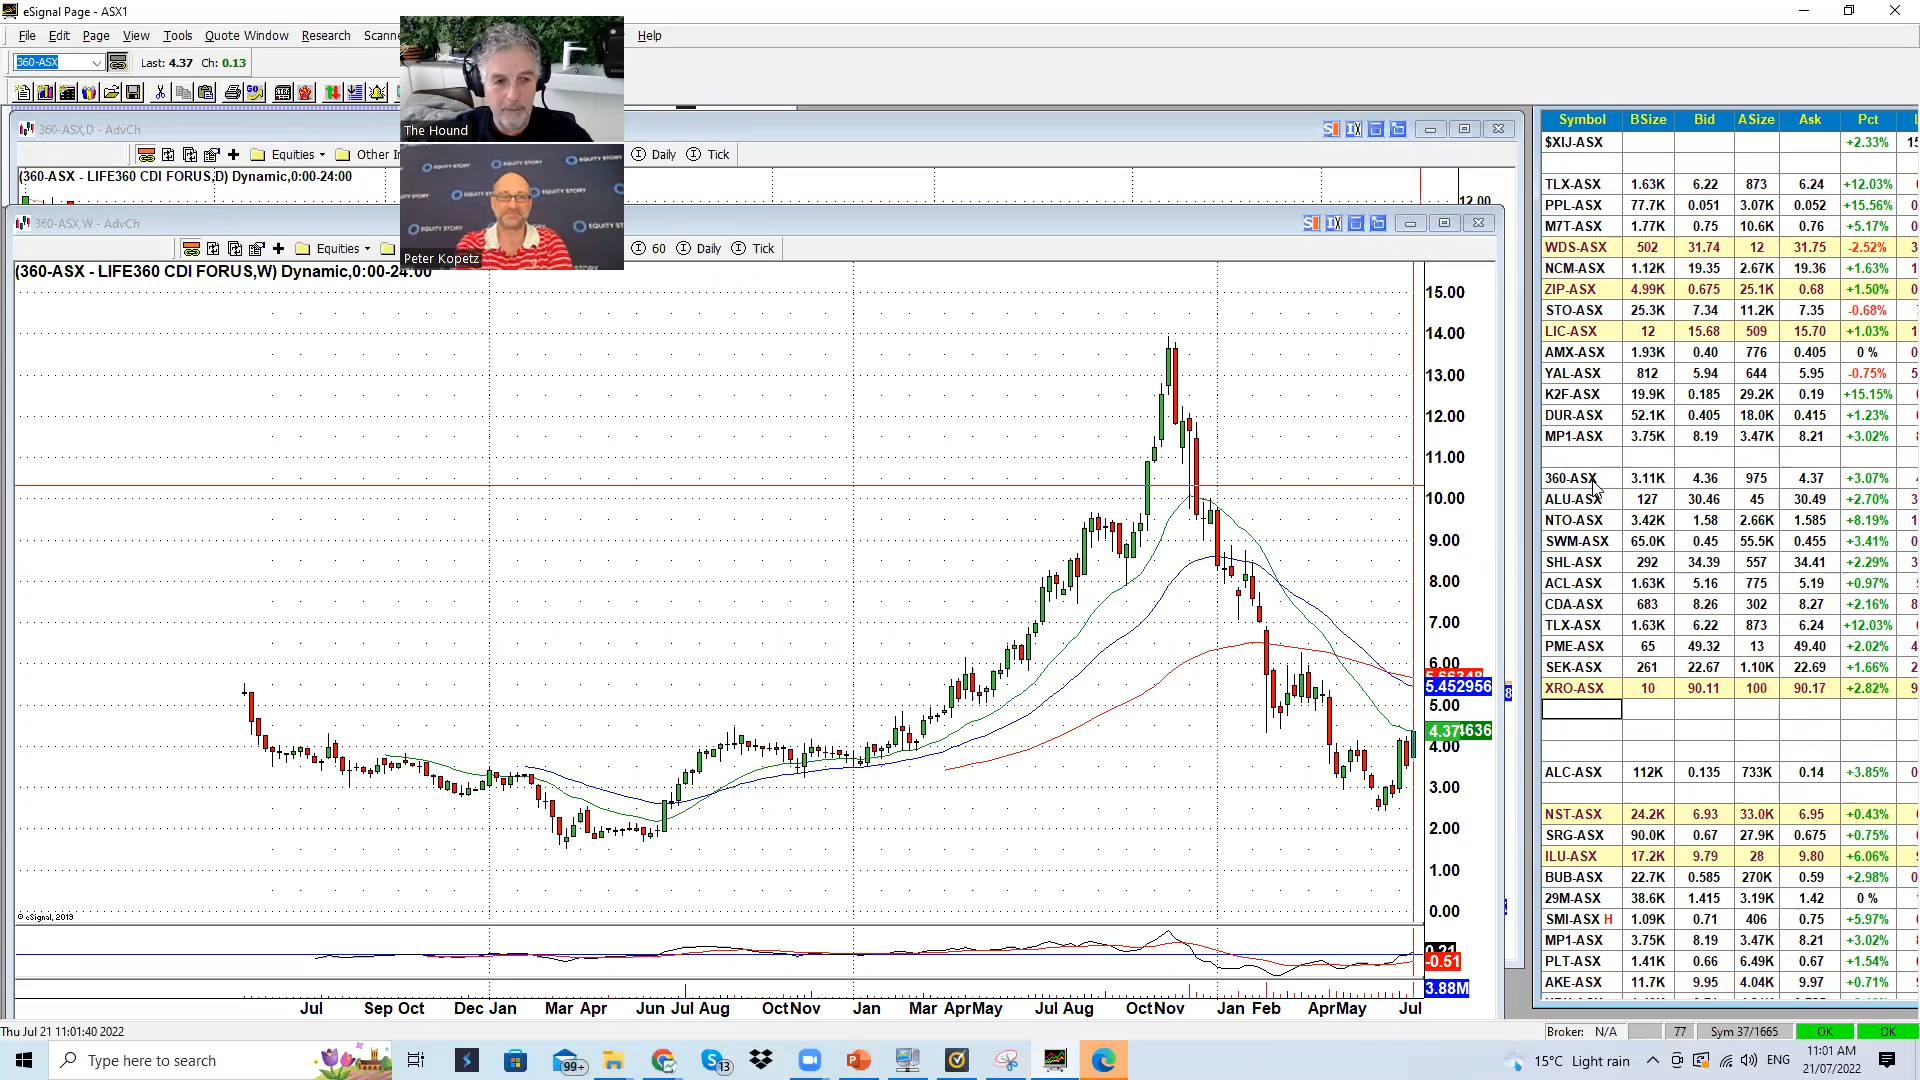 eSignal Page - ASX1
File Edit Page View Tools Quote Window Research Scanne Help
360-ASX Last: 4.37 Ch: 0.13
The Hound
Peter Kopetz
EQUITY STORY
360-ASX,D - AdvCh
Equities Other In Daily Tick
(360-ASX - LIFE360 CDI FORUS,D) Dynamic,0:00-24:00
12.00
360-ASX,W - AdvCh
Equities 60 Daily Tick
(360-ASX - LIFE360 CDI FORUS,W) Dynamic,0:00-24:00
15.00
14.00
13.00
12.00
11.00
10.00
9.00
8.00
7.00
6.00
5.452956
5.00
4.37 4636
4.00
3.00
2.00
1.00
0.00
© eSignal, 2013
0.21
-0.51
3.88M
Jul Sep Oct Dec Jan Mar Apr Jun Jul Aug Oct Nov Jan Mar Apr May Jul Aug Oct Nov Jan Feb Apr May Jul
Symbol BSize Bid ASize Ask Pct
$XIJ-ASX +2.33% 15
TLX-ASX 1.63K 6.22 873 6.24 +12.03%
PPL-ASX 77.7K 0.051 3.07K 0.052 +15.56%
M7T-ASX 1.77K 0.75 10.6K 0.76 +5.17%
WDS-ASX 502 31.74 12 31.75 -2.52%
NCM-ASX 1.12K 19.35 2.67K 19.36 +1.63%
ZIP-ASX 4.99K 0.675 25.1K 0.68 +1.50%
STO-ASX 25.3K 7.34 11.2K 7.35 -0.68%
LIC-ASX 12 15.68 509 15.70 +1.03%
AMX-ASX 1.93K 0.40 776 0.405 0 %
YAL-ASX 812 5.94 644 5.95 -0.75%
K2F-ASX 19.9K 0.185 29.2K 0.19 +15.15%
DUR-ASX 52.1K 0.405 18.0K 0.415 +1.23%
MP1-ASX 3.75K 8.19 3.47K 8.21 +3.02%
360-ASX 3.11K 4.36 975 4.37 +3.07%
ALU-ASX 127 30.46 45 30.49 +2.70%
NTO-ASX 3.42K 1.58 2.66K 1.585 +8.19%
SWM-ASX 65.0K 0.45 55.5K 0.455 +3.41%
SHL-ASX 292 34.39 557 34.41 +2.29%
ACL-ASX 1.63K 5.16 775 5.19 +0.97%
CDA-ASX 683 8.26 302 8.27 +2.16%
TLX-ASX 1.63K 6.22 873 6.24 +12.03%
PME-ASX 65 49.32 13 49.40 +2.02%
SEK-ASX 261 22.67 1.10K 22.69 +1.66%
XRO-ASX 10 90.11 100 90.17 +2.82%
ALC-ASX 112K 0.135 733K 0.14 +3.85%
NST-ASX 24.2K 6.93 33.0K 6.95 +0.43%
SRG-ASX 90.0K 0.67 27.9K 0.675 +0.75%
ILU-ASX 17.2K 9.79 28 9.80 +6.06%
BUB-ASX 22.7K 0.585 270K 0.59 +2.98%
29M-ASX 38.6K 1.415 3.19K 1.42 0 %
SMI-ASX H 1.09K 0.71 406 0.75 +5.97%
MP1-ASX 3.75K 8.19 3.47K 8.21 +3.02%
PLT-ASX 1.41K 0.66 6.49K 0.67 +1.54%
AKE-ASX 11.7K 9.95 4.04K 9.97 +0.71%
Thu Jul 21 11:01:40 2022
Broker: N/A 77 Sym 37/1665 OK OK
Type here to search
99+
13
15°C Light rain ENG
11:01 AM
21/07/2022